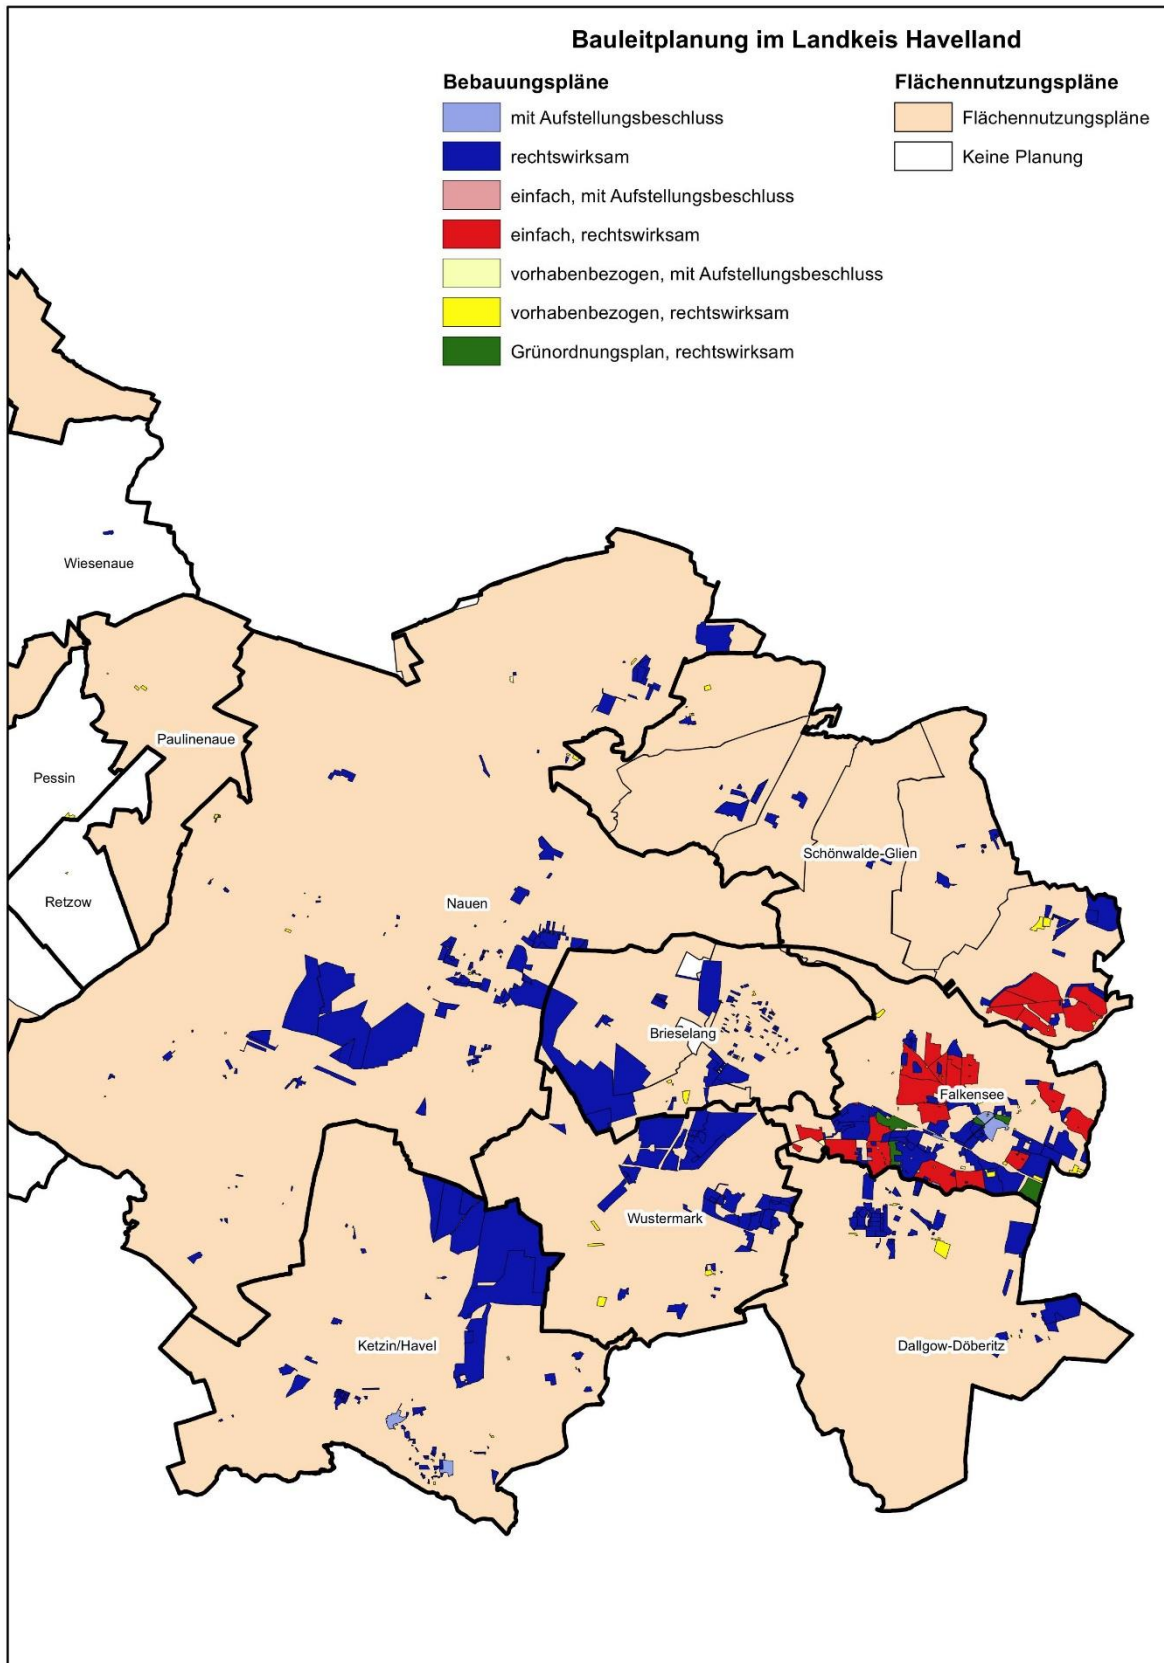 Bauleitplanung im Landkeis Havelland
Bebauungspläne
mit Aufstellungsbeschluss
rechtswirksam
einfach, mit Aufstellungsbeschluss
einfach, rechtswirksam
vorhabenbezogen, mit Aufstellungsbeschluss
vorhabenbezogen, rechtswirksam
Grünordnungsplan, rechtswirksam
Flächennutzungspläne
Flächennutzungspläne
Keine Planung
Wiesenaue
Paulinenaue
Pessin
Retzow
Nauen
Schönwalde-Glien
Brieselang
Falkensee
Wustermark
Ketzin/Havel
Dallgow-Döberitz